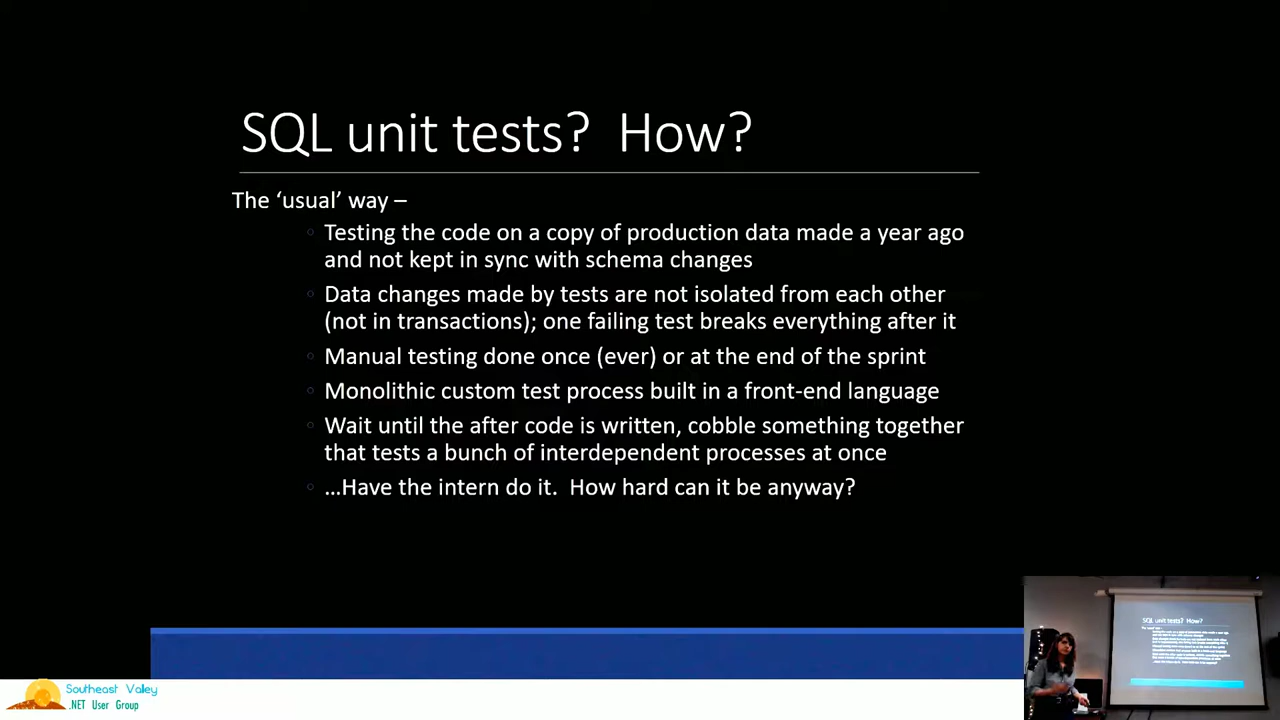 SQL unit tests?  How?
The ‘usual’ way –
Testing the code on a copy of production data made a year ago
and not kept in sync with schema changes
Data changes made by tests are not isolated from each other
(not in transactions); one failing test breaks everything after it
Manual testing done once (ever) or at the end of the sprint
Monolithic custom test process built in a front-end language
Wait until the after code is written, cobble something together
that tests a bunch of interdependent processes at once
…Have the intern do it.  How hard can it be anyway?
SQL unit tests?  How?
Southeast Valley
.NET User Group